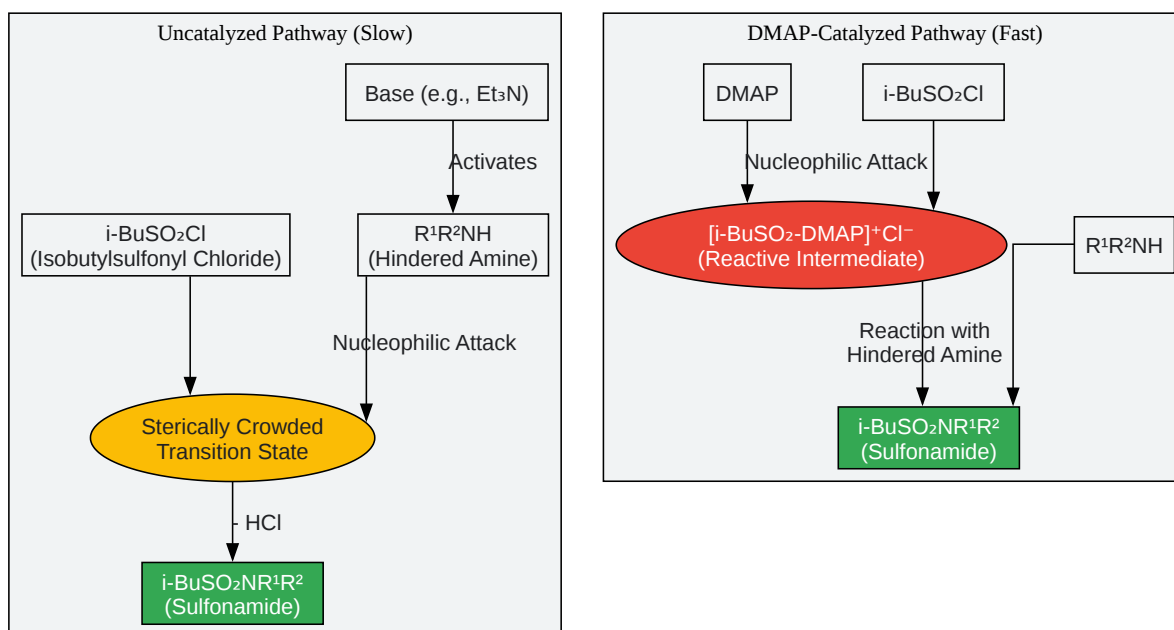 Uncatalyzed Pathway (Slow)
Base (e.g., Et₃N)
Activates
i-BuSO₂Cl
(Isobutylsulfonyl Chloride)
R¹R²NH
(Hindered Amine)
Nucleophilic Attack
Sterically Crowded
Transition State
- HCl
i-BuSO₂NR¹R²
(Sulfonamide)
DMAP-Catalyzed Pathway (Fast)
DMAP
i-BuSO₂Cl
Nucleophilic Attack
[i-BuSO₂-DMAP]⁺Cl⁻
(Reactive Intermediate)
R¹R²NH
Reaction with
Hindered Amine
i-BuSO₂NR¹R²
(Sulfonamide)